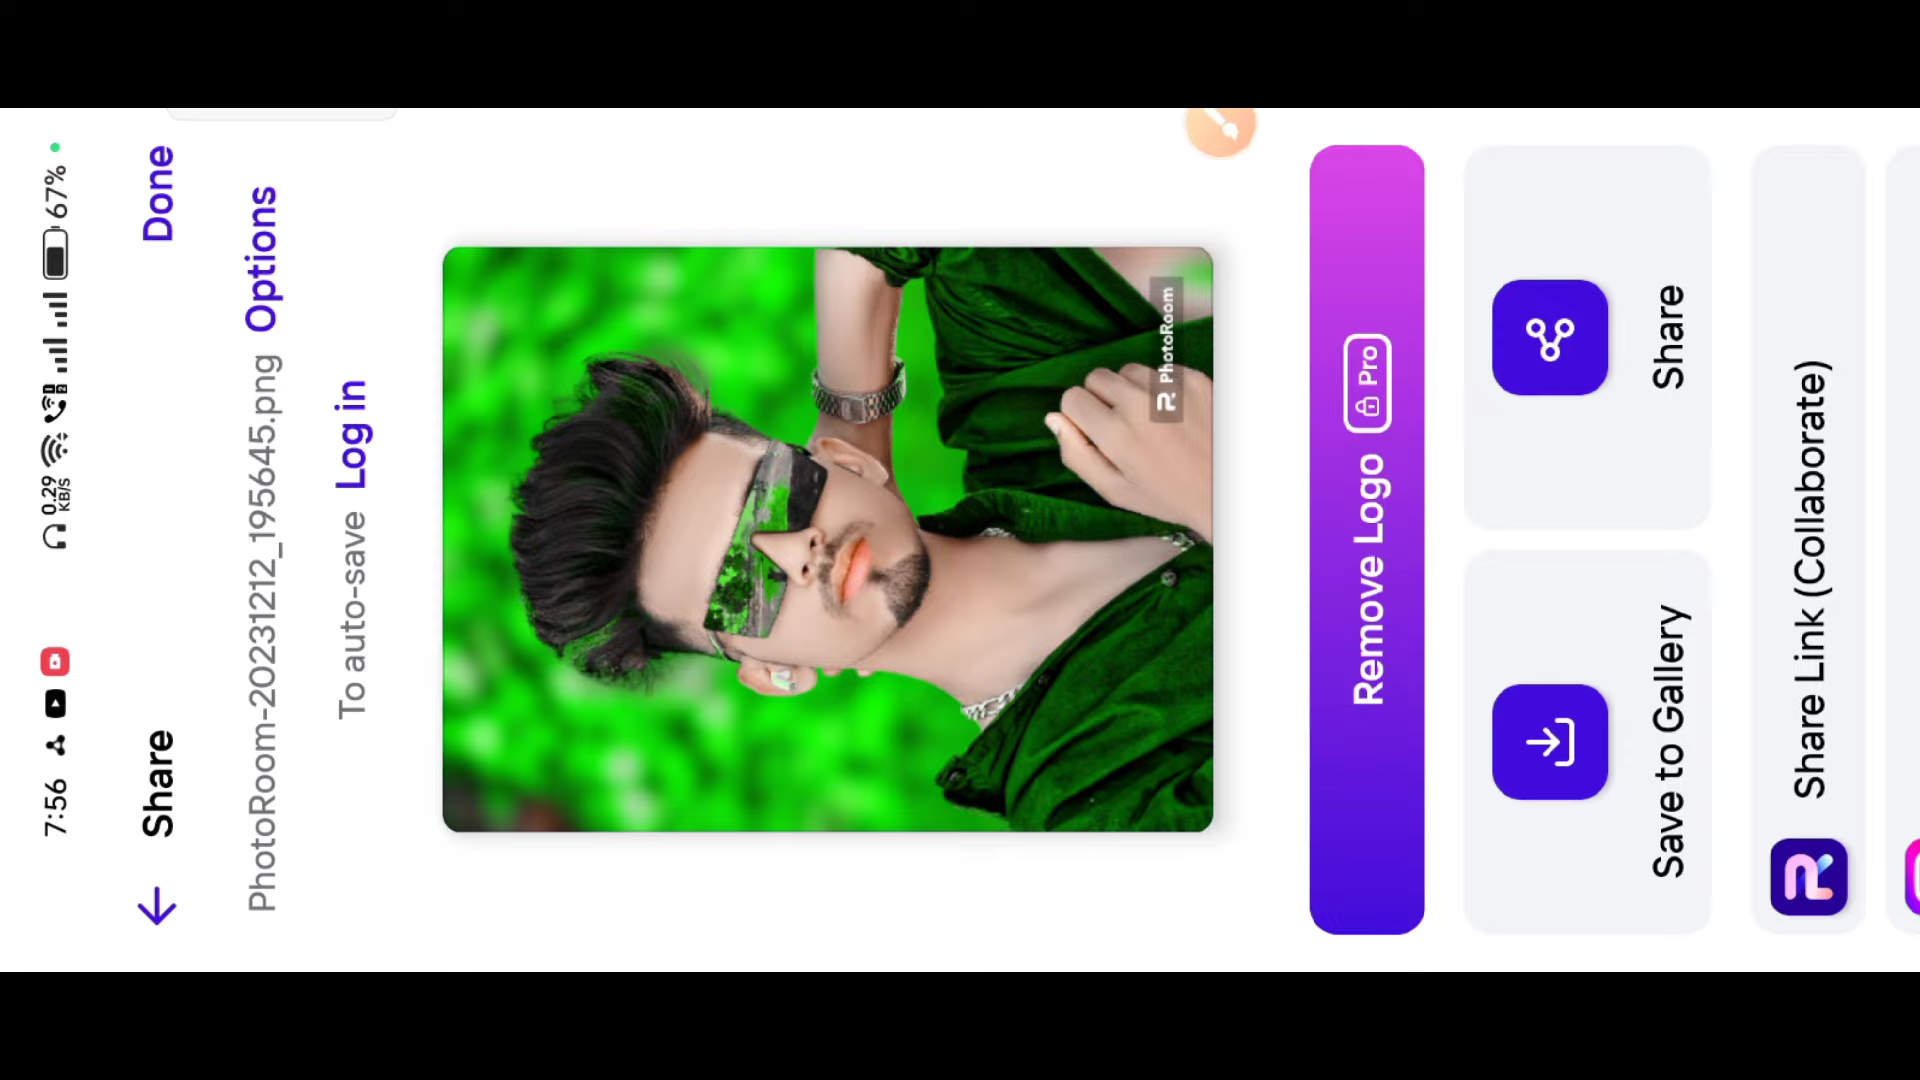 7:56 0.29 KB/S 67%
Share Done
PhotoRoom-20231212_195645.png Options
To auto-save Log in
PhotoRoom
Remove Logo Pro
Save to Gallery Share
Share Link (Collaborate)